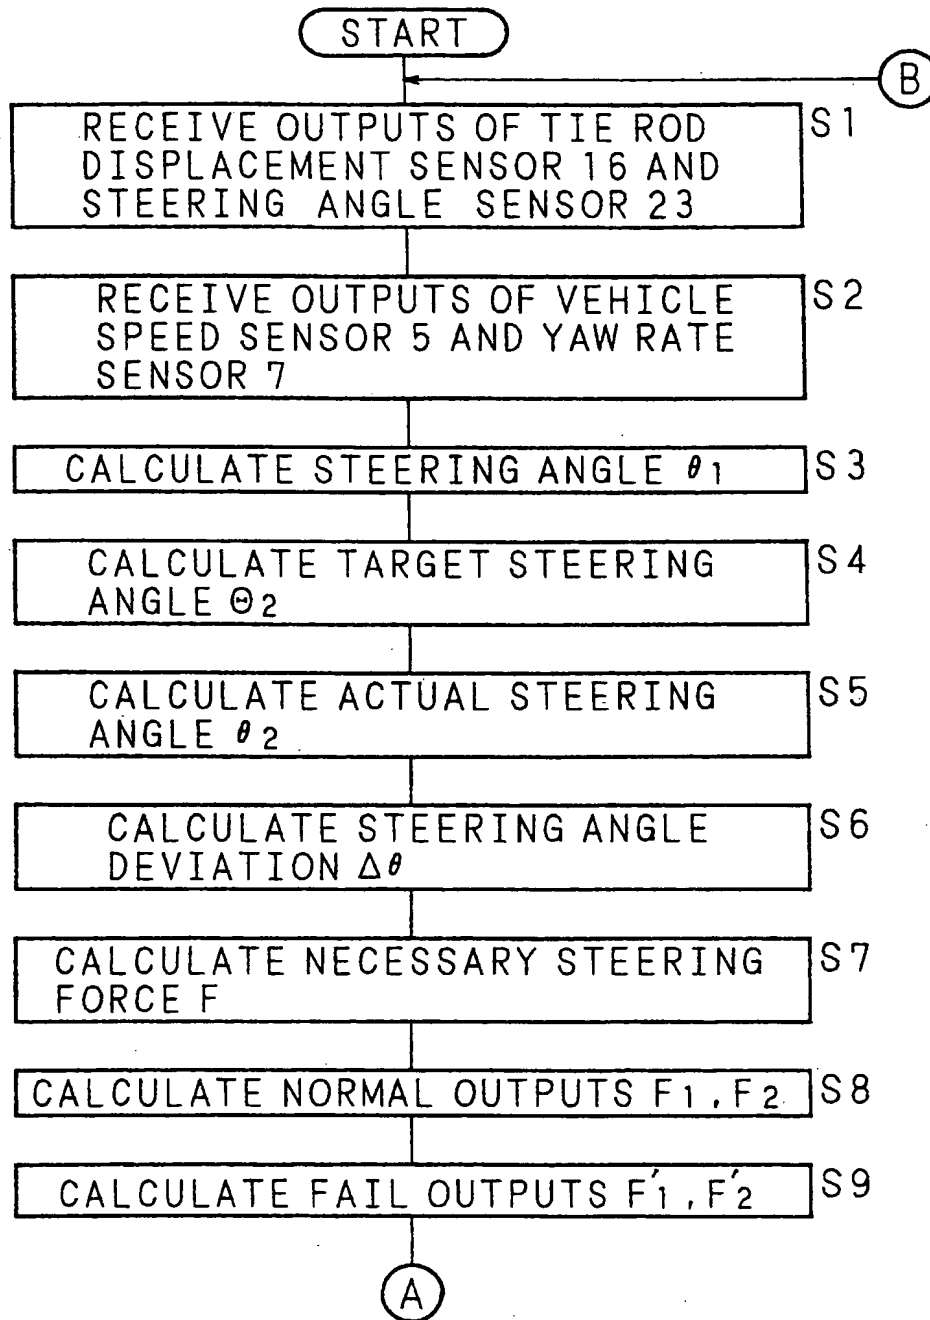 START
B
RECEIVE OUTPUTS OF TIE ROD
DISPLACEMENT SENSOR 16 AND
STEERING ANGLE SENSOR 23
S1
RECEIVE OUTPUTS OF VEHICLE
SPEED SENSOR 5 AND YAW RATE
SENSOR 7
S2
CALCULATE STEERING ANGLE θ1
S3
CALCULATE TARGET STEERING
ANGLE Θ2
S4
CALCULATE ACTUAL STEERING
ANGLE θ2
S5
CALCULATE STEERING ANGLE
DEVIATION Δθ
S6
CALCULATE NECESSARY STEERING
FORCE F
S7
CALCULATE NORMAL OUTPUTS F1, F2
S8
CALCULATE FAIL OUTPUTS F'1, F'2
S9
A